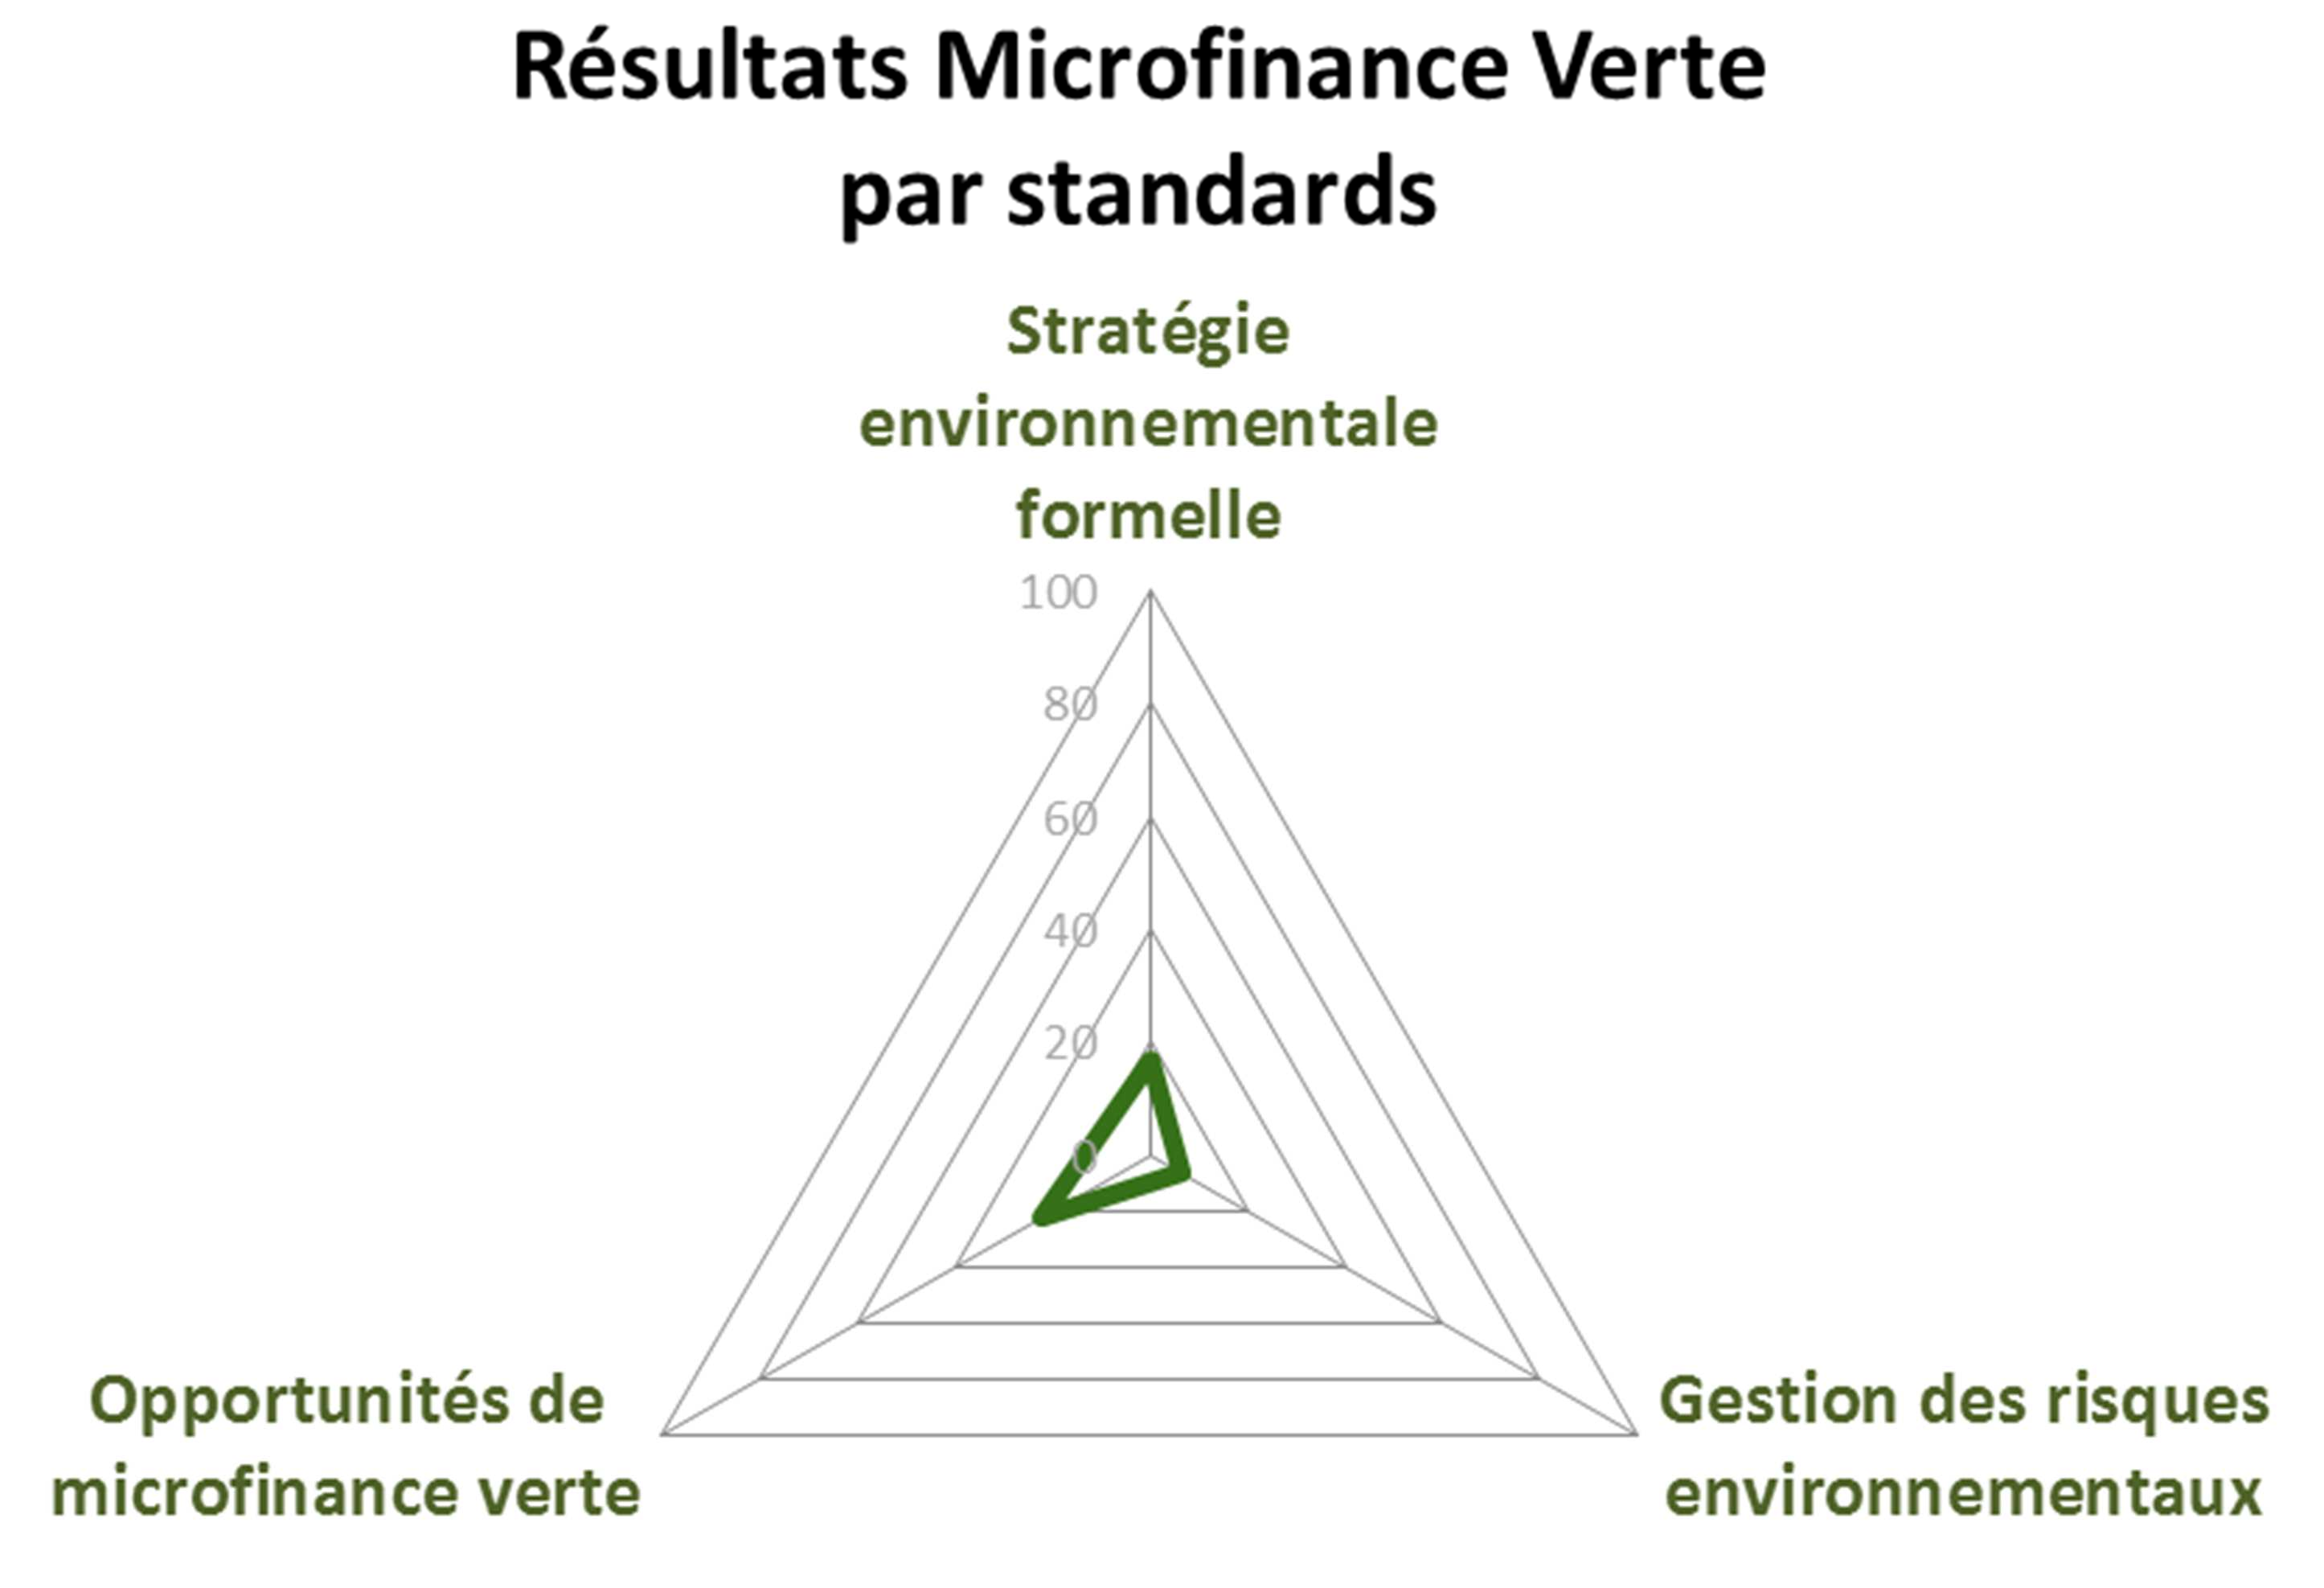 Résultats Microfinance Verte
par standards
Stratégie
environnementale
formelle
100
80
60
40
20
0
Opportunités de
microfinance verte
Gestion des risques
environnementaux